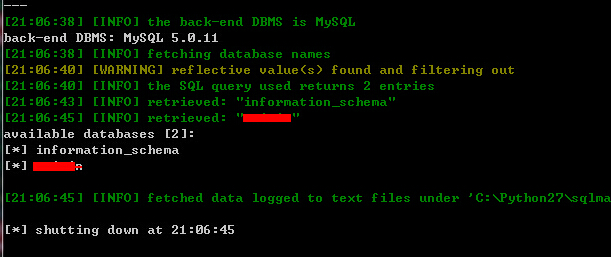 ---
[21:06:38] [INFO] the back-end DBMS is MySQL
back-end DBMS: MySQL 5.0.11
[21:06:38] [INFO] fetching database names
[21:06:40] [WARNING] reflective value(s) found and filtering out
[21:06:40] [INFO] the SQL query used returns 2 entries
[21:06:43] [INFO] retrieved: "information_schema"
[21:06:45] [INFO] retrieved: ""
available databases [2]:
[*] information_schema
[*]
[21:06:45] [INFO] fetched data logged to text files under 'C:\Python27\sqlma
[*] shutting down at 21:06:45